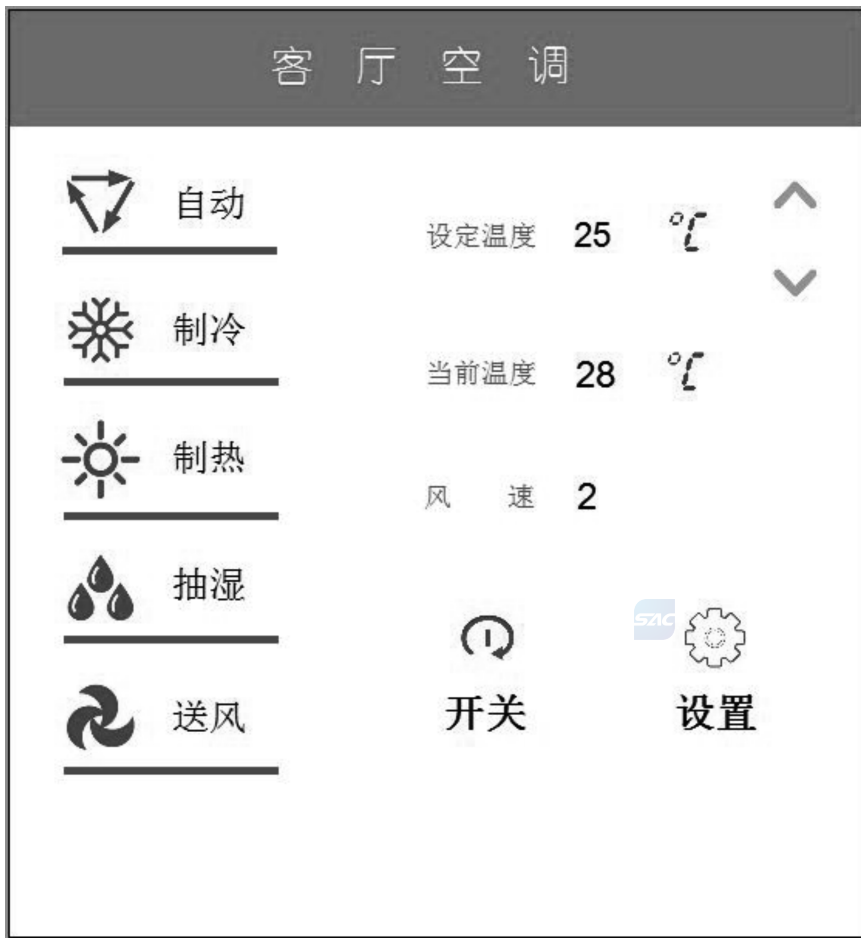 客厅空调
自动
制冷
制热
抽湿
送风
设定温度 25 ℃
当前温度 28 ℃
风 速 2
SAC
开关
设置